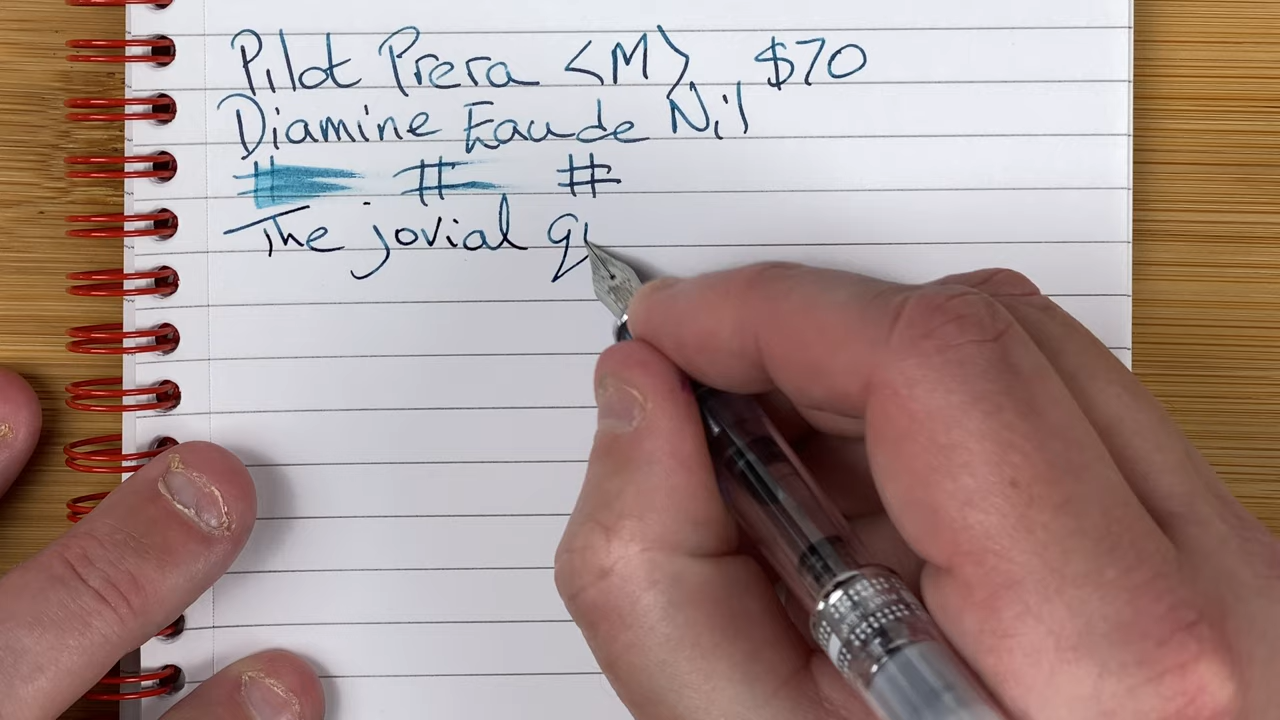 Pilot Prera <M> $70
Diamine Eau de Nil
# # #
The jovial q